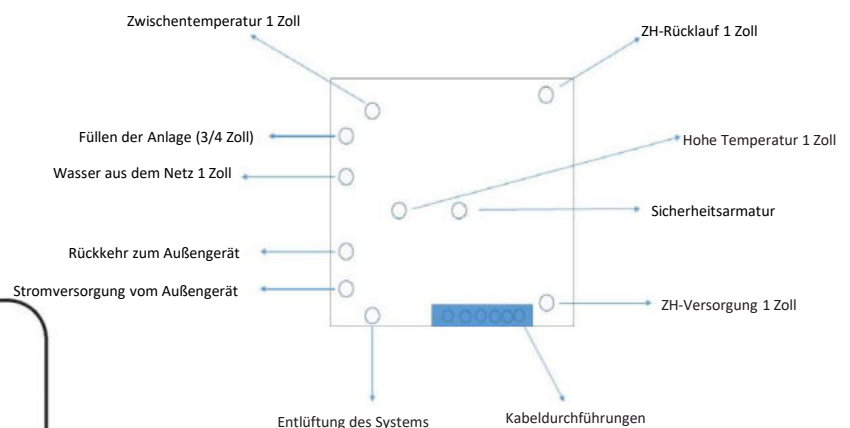 Zwischentemperatur 1 Zoll
ZH-Rücklauf 1 Zoll
Füllen der Anlage (3/4 Zoll)
Hohe Temperatur 1 Zoll
Wasser aus dem Netz 1 Zoll
Sicherheitsarmatur
Rückkehr zum Außengerät
Stromversorgung vom Außengerät
ZH-Versorgung 1 Zoll
Entlüftung des Systems
Kabeldurchführungen